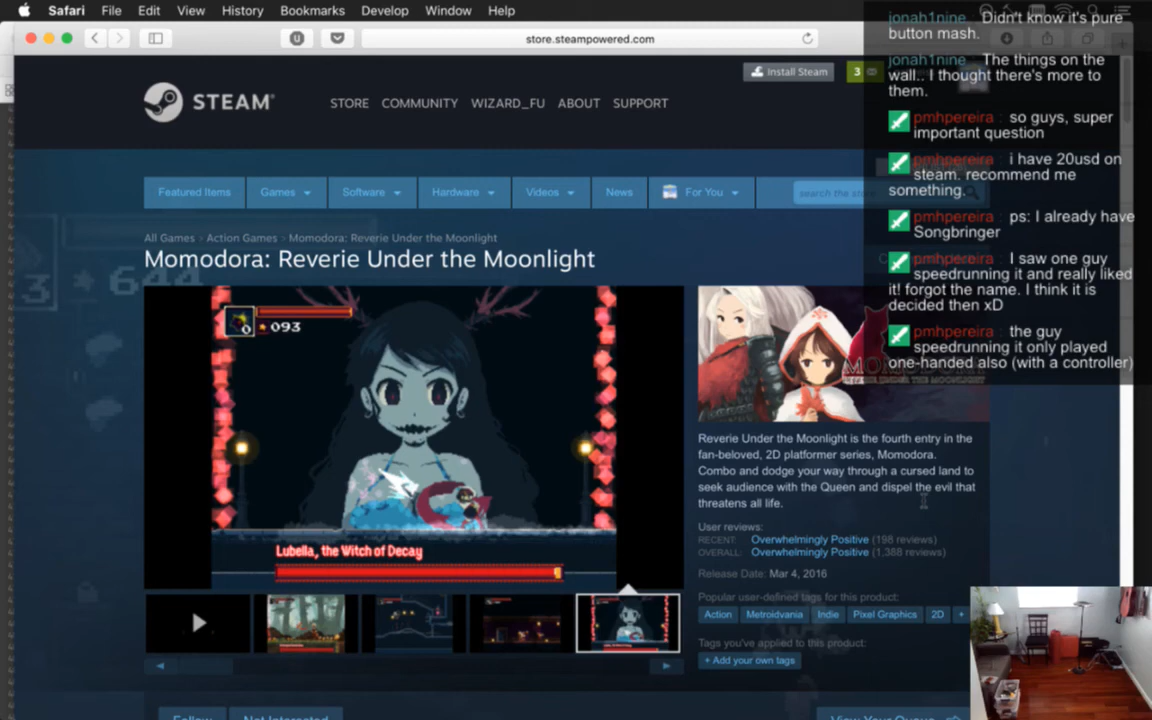 Safari File Edit View History Bookmarks Develop Window Help
store.steampowered.com
Install Steam
3
STEAM
STORE COMMUNITY WIZARD_FU ABOUT SUPPORT
Featured Items Games Software Hardware Videos News For You search the store
All Games > Action Games > Momodora: Reverie Under the Moonlight
Momodora: Reverie Under the Moonlight
093
Lubella, the Witch of Decay
Reverie Under the Moonlight is the fourth entry in the
fan-beloved, 2D platformer series, Momodora.
Combo and dodge your way through a cursed land to
seek audience with the Queen and dispel the evil that
threatens all life.
User reviews:
RECENT: Overwhelmingly Positive (198 reviews)
OVERALL: Overwhelmingly Positive (1,388 reviews)
Release Date: Mar 4, 2016
Popular user-defined tags for this product:
Action Metroidvania Indie Pixel Graphics 2D +
Tags you've applied to this product:
+ Add your own tags
Follow Not Interested View Your Queue
jonah1nine : Didn't know it's pure
button mash.
jonah1nine : The things on the
wall.. I thought there's more to
them.
pmhpereira : so guys, super
important question
pmhpereira : i have 20usd on
steam. recommend me
something.
pmhpereira : ps: I already have
Songbringer
pmhpereira : I saw one guy
speedrunning it and really liked
it! forgot the name. I think it is
decided then xD
pmhpereira : the guy
speedrunning it only played
one-handed also (with a controller)